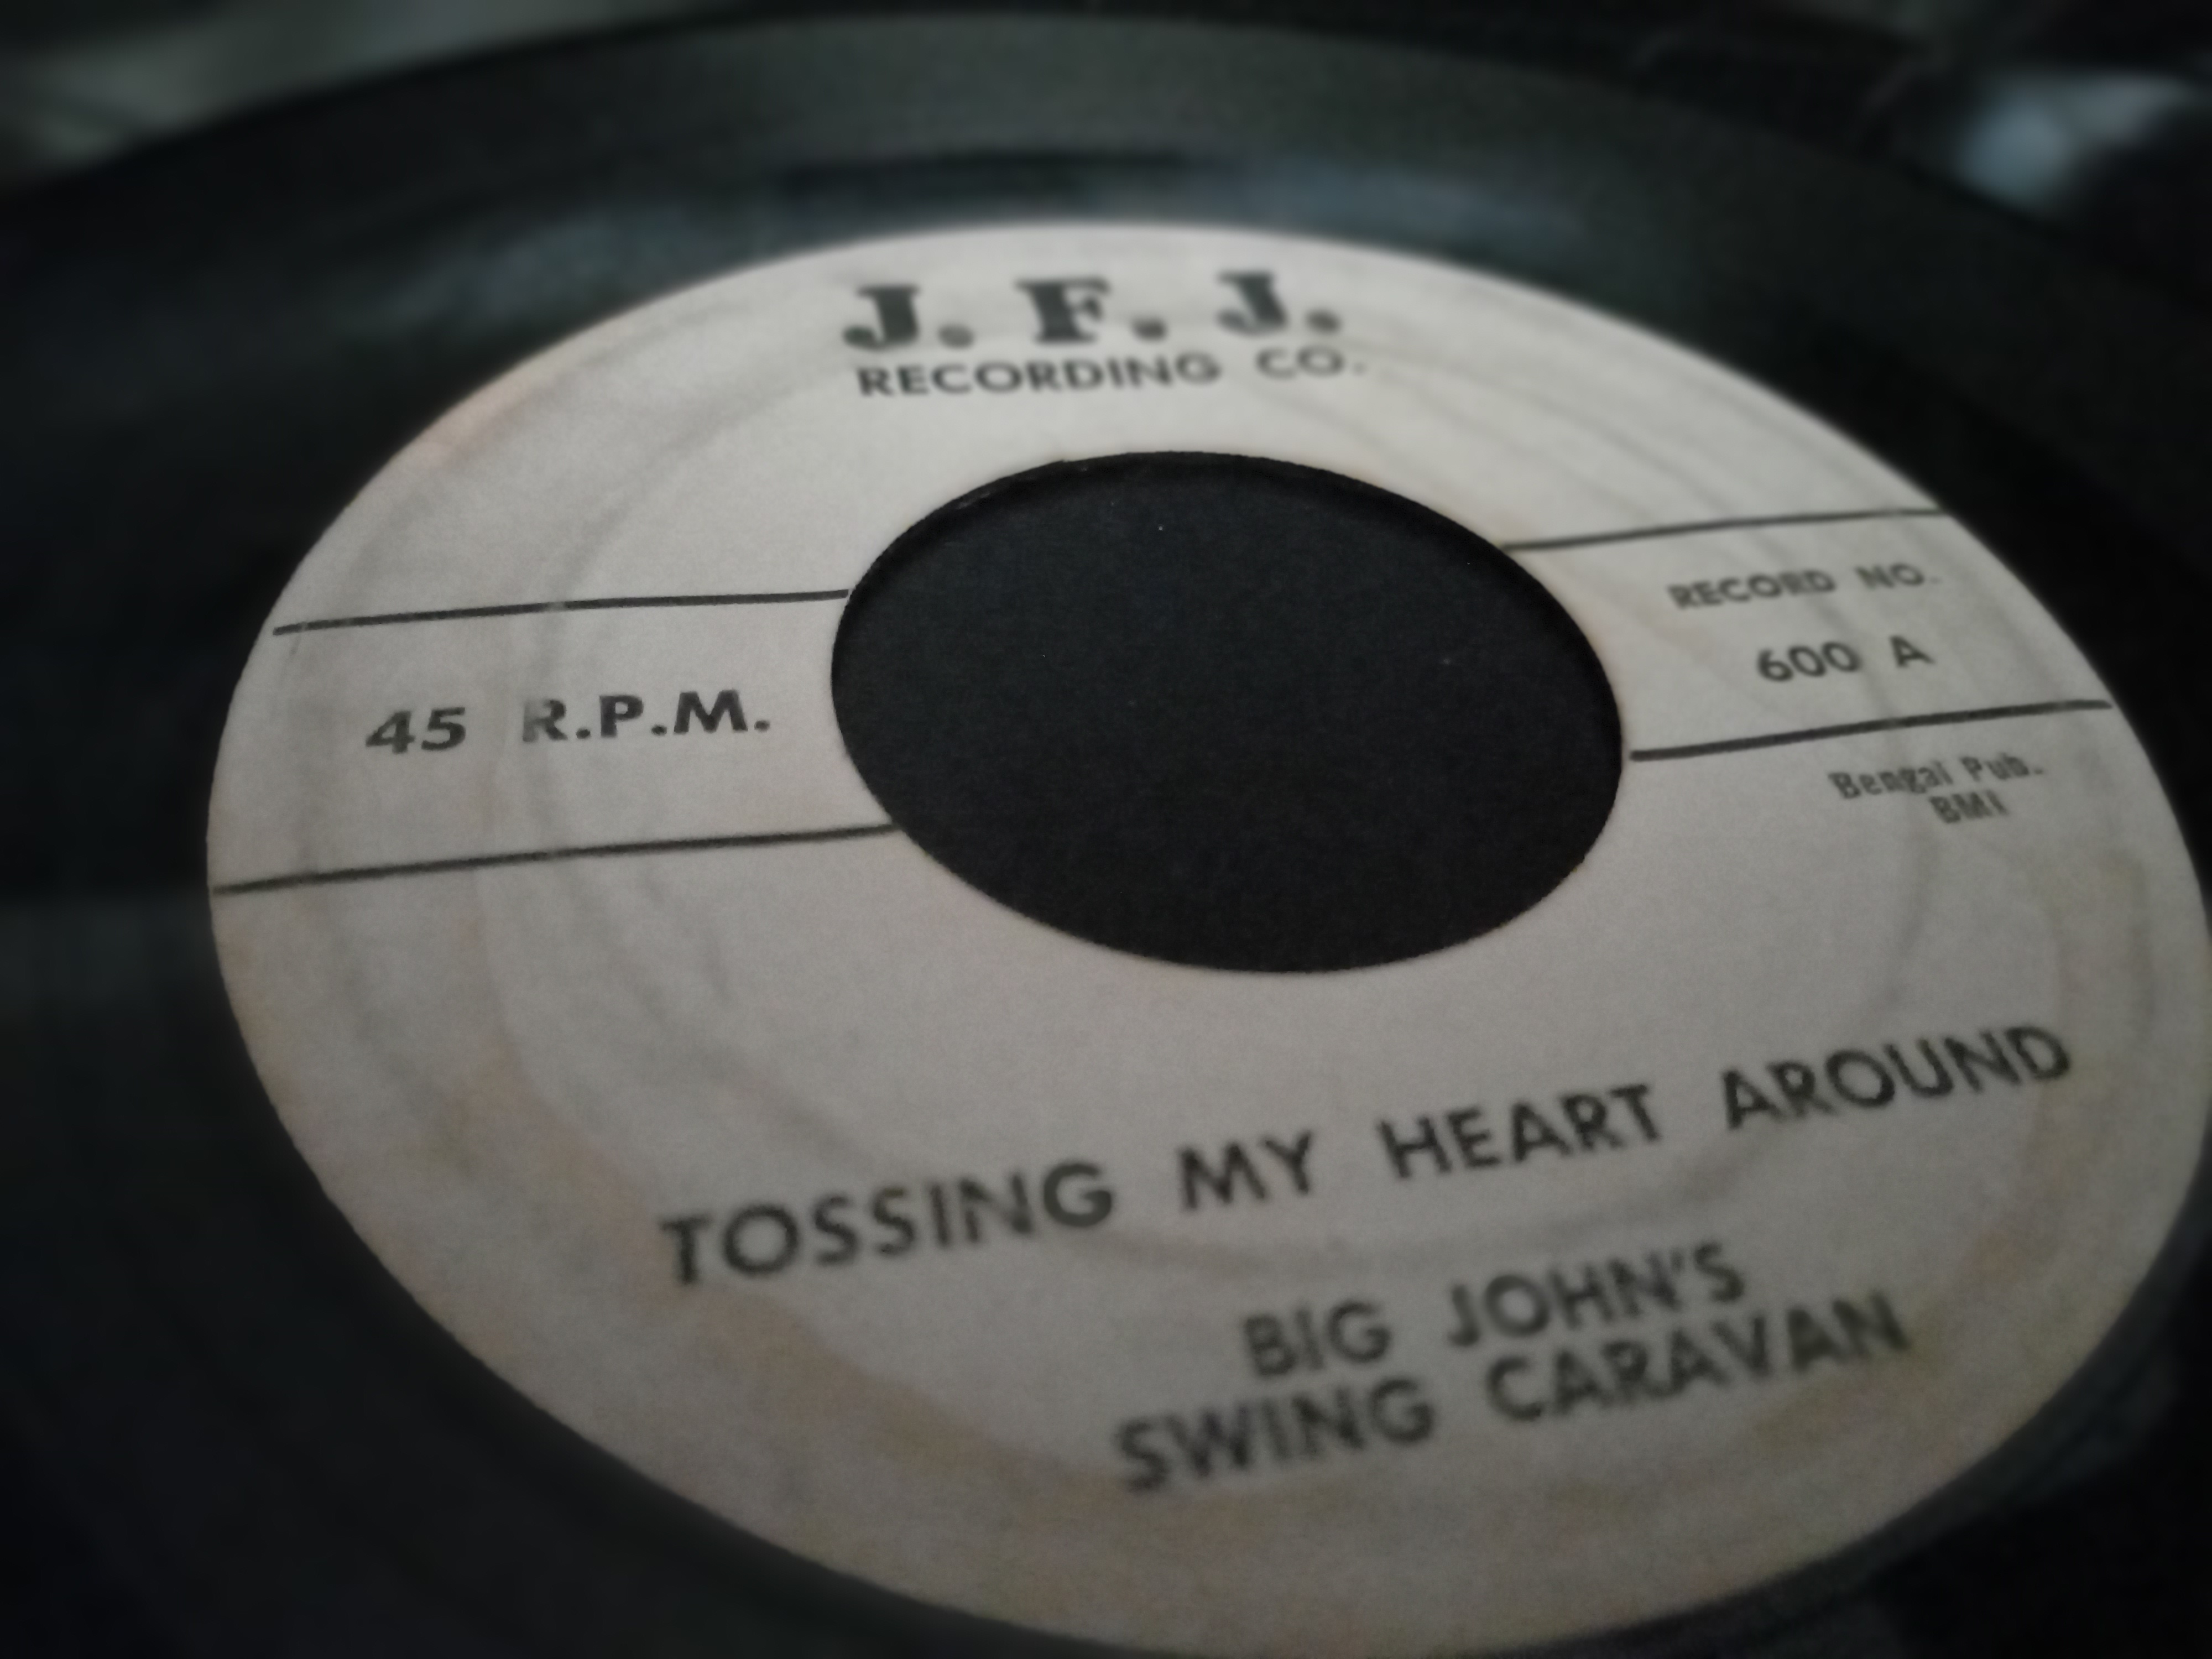 J. F. J.
RECORDING CO.
45 R.P.M.
RECORD NO.
600 A
Bengal Pub.
BMI
TOSSING MY HEART AROUND
BIG JOHN'S
SWING CARAVAN